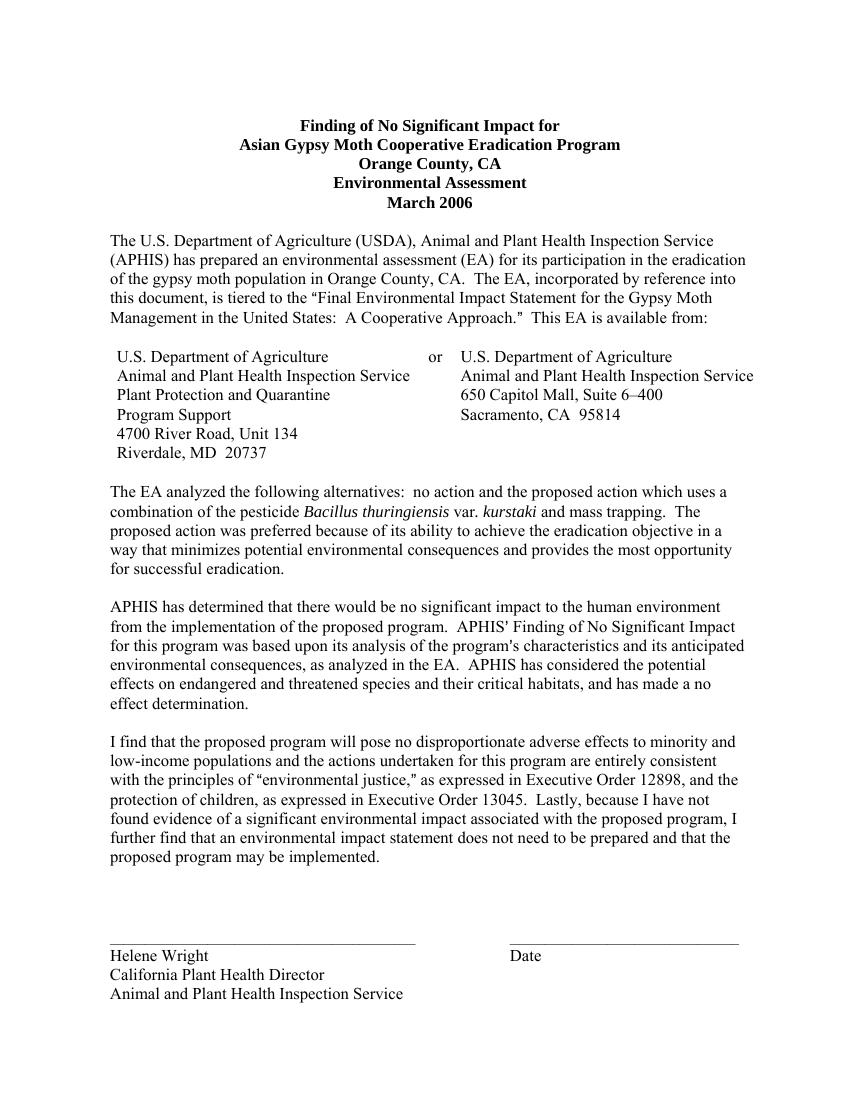 Finding of No Significant Impact for
Asian Gypsy Moth Cooperative Eradication Program
Orange County, CA
Environmental Assessment
March 2006
The U.S. Department of Agriculture (USDA), Animal and Plant Health Inspection Service
(APHIS) has prepared an environmental assessment (EA) for its participation in the eradication
of the gypsy moth population in Orange County, CA.  The EA, incorporated by reference into
this document, is tiered to the “Final Environmental Impact Statement for the Gypsy Moth
Management in the United States:  A Cooperative Approach.”  This EA is available from:
U.S. Department of Agriculture
Animal and Plant Health Inspection Service
Plant Protection and Quarantine
Program Support
4700 River Road, Unit 134
Riverdale, MD  20737
or
U.S. Department of Agriculture
Animal and Plant Health Inspection Service
650 Capitol Mall, Suite 6–400
Sacramento, CA  95814
The EA analyzed the following alternatives:  no action and the proposed action which uses a
combination of the pesticide Bacillus thuringiensis var. kurstaki and mass trapping.  The
proposed action was preferred because of its ability to achieve the eradication objective in a
way that minimizes potential environmental consequences and provides the most opportunity
for successful eradication.
APHIS has determined that there would be no significant impact to the human environment
from the implementation of the proposed program.  APHIS’ Finding of No Significant Impact
for this program was based upon its analysis of the program’s characteristics and its anticipated
environmental consequences, as analyzed in the EA.  APHIS has considered the potential
effects on endangered and threatened species and their critical habitats, and has made a no
effect determination.
I find that the proposed program will pose no disproportionate adverse effects to minority and
low-income populations and the actions undertaken for this program are entirely consistent
with the principles of “environmental justice,” as expressed in Executive Order 12898, and the
protection of children, as expressed in Executive Order 13045.  Lastly, because I have not
found evidence of a significant environmental impact associated with the proposed program, I
further find that an environmental impact statement does not need to be prepared and that the
proposed program may be implemented.
Helene Wright
California Plant Health Director
Animal and Plant Health Inspection Service
Date